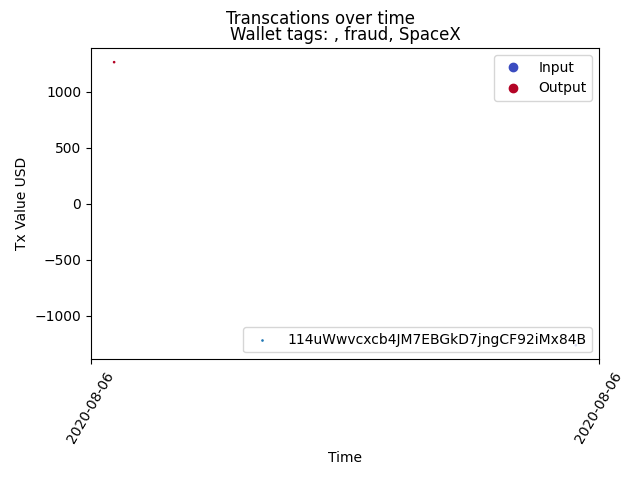 Transcations over time
Wallet tags: , fraud, SpaceX
Input
Output
Tx Value USD
1000
500
0
−500
−1000
114uWwvcxcb4JM7EBGkD7jngCF92iMx84B
2020-08-06
2020-08-06
Time